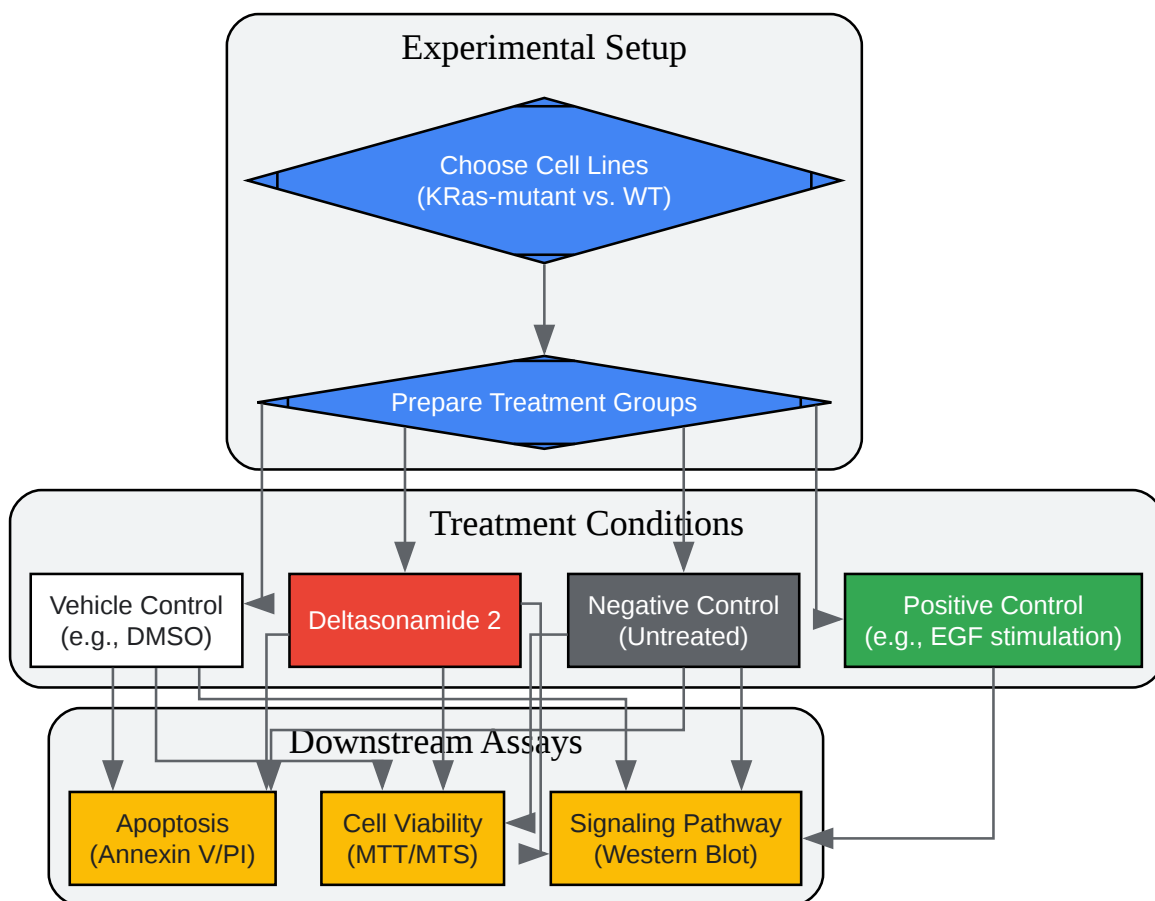 Experimental Setup
Choose Cell Lines
(KRas-mutant vs. WT)
Prepare Treatment Groups
Treatment Conditions
Vehicle Control
(e.g., DMSO)
Deltasonamide 2
Negative Control
(Untreated)
Positive Control
(e.g., EGF stimulation)
Downstream Assays
Apoptosis
(Annexin V/PI)
Cell Viability
(MTT/MTS)
Signaling Pathway
(Western Blot)